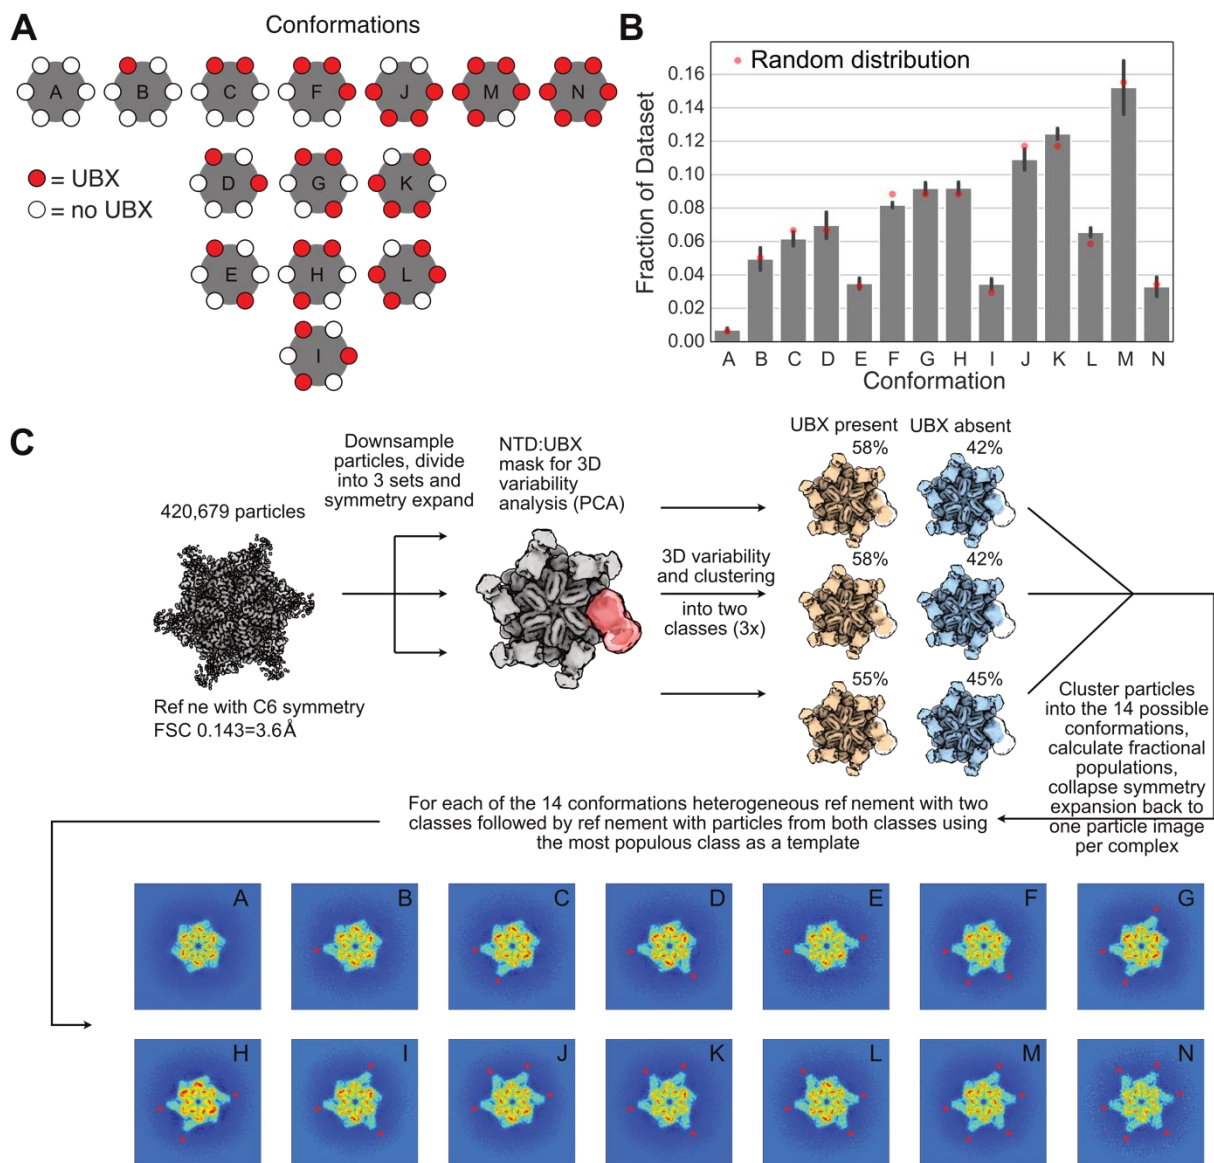 A
Conformations
A B C F J M N
D G K
E H L
I
= UBX
= no UBX
B
Random distribution
Fraction of Dataset
0.16
0.14
0.12
0.10
0.08
0.06
0.04
0.02
0.00
A B C D E F G H I J K L M N
Conformation
C
420,679 particles
Ref ne with C6 symmetry
FSC 0.143=3.6Å
Downsample
particles, divide
into 3 sets and
symmetry expand
NTD:UBX
mask for 3D
variability
analysis (PCA)
3D variability
and clustering
into two
classes (3x)
UBX present UBX absent
58% 42%
58% 42%
55% 45%
Cluster particles
into the 14 possible
conformations,
calculate fractional
populations,
collapse symmetry
expansion back to
one particle image
per complex
For each of the 14 conformations heterogeneous ref nement with two
classes followed by ref nement with particles from both classes using
the most populous class as a template
A B C D E F G
H I J K L M N